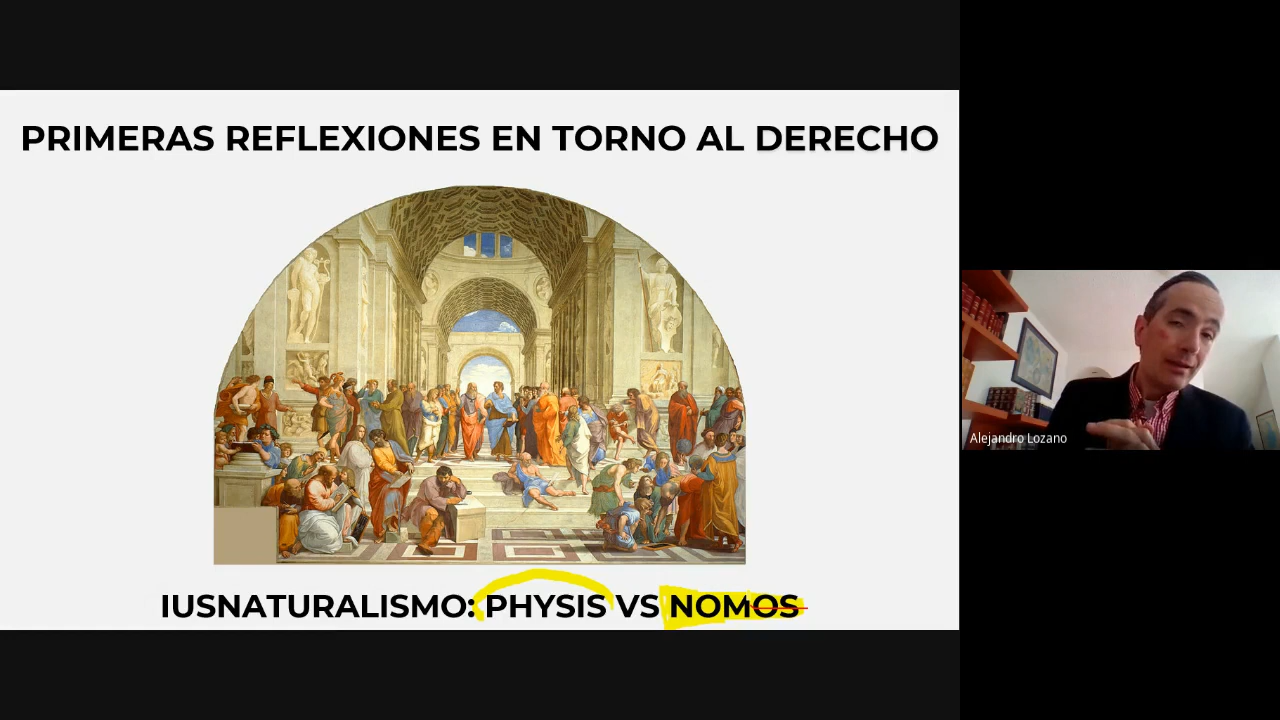 PRIMERAS REFLEXIONES EN TORNO AL DERECHO
IUSNATURALISMO: PHYSIS VS NOMOS
Alejandro Lozano